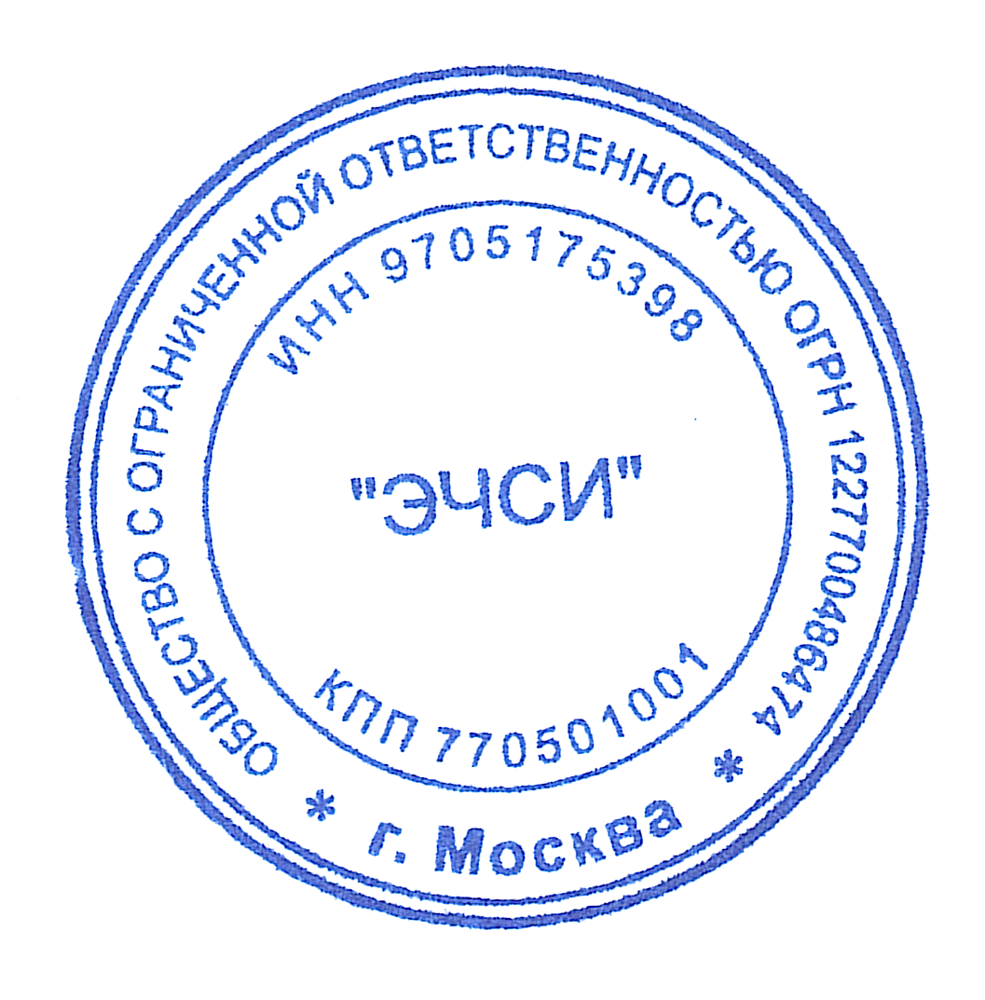 ОБЩЕСТВО С ОГРАНИЧЕННОЙ ОТВЕТСТВЕННОСТЬЮ ОГРН 1227700486474
* г. Москва *
ИНН 9705175398
"ЭЧСИ"
КПП 770501001